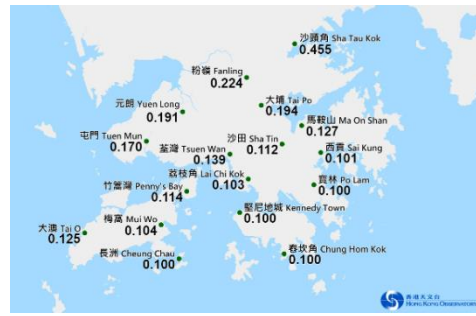 沙頭角 Sha Tau Kok
0.455
粉嶺 Fanling
0.224
大埔 Tai Po
0.194
元朗 Yuen Long
0.191
馬鞍山 Ma On Shan
0.127
屯門 Tuen Mun
0.170
沙田 Sha Tin
0.112
荃灣 Tsuen Wan
0.139
西貢 Sai Kung
0.101
荔枝角 Lai Chi Kok
0.103
竹篙灣 Penny's Bay
0.114
寶林 Po Lam
0.100
梅窩 Mui Wo
0.104
堅尼地城 Kennedy Town
0.100
大澳 Tai O
0.125
長洲 Cheung Chau
0.100
舂坎角 Chung Hom Kok
0.100
香港天文台
HONG KONG OBSERVATORY